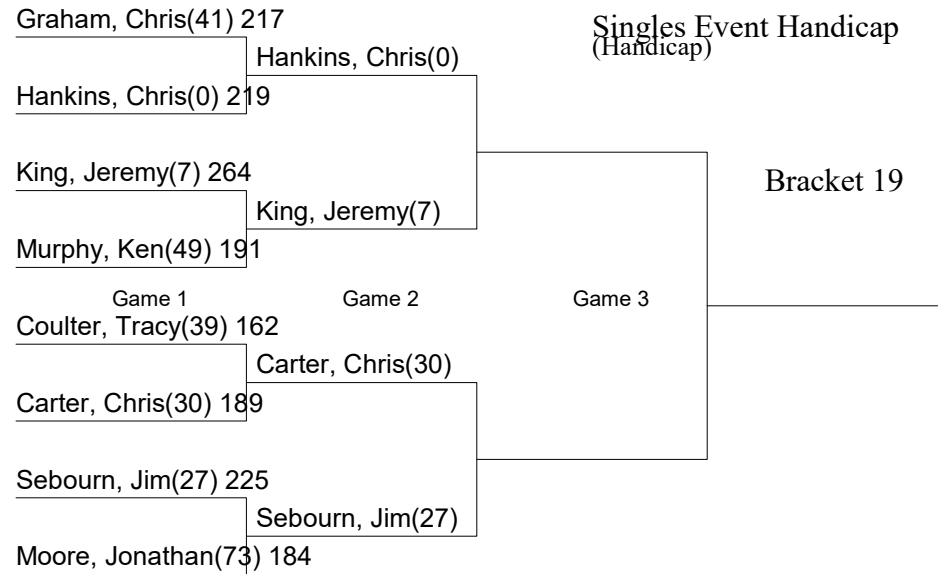 Graham, Chris(41) 217
Singles Event Handicap
(Handicap)
Hankins, Chris(0)
Hankins, Chris(0) 219
King, Jeremy(7) 264
Bracket 19
King, Jeremy(7)
Murphy, Ken(49) 191
Game 1
Game 2
Game 3
Coulter, Tracy(39) 162
Carter, Chris(30)
Carter, Chris(30) 189
Sebourn, Jim(27) 225
Sebourn, Jim(27)
Moore, Jonathan(73) 184